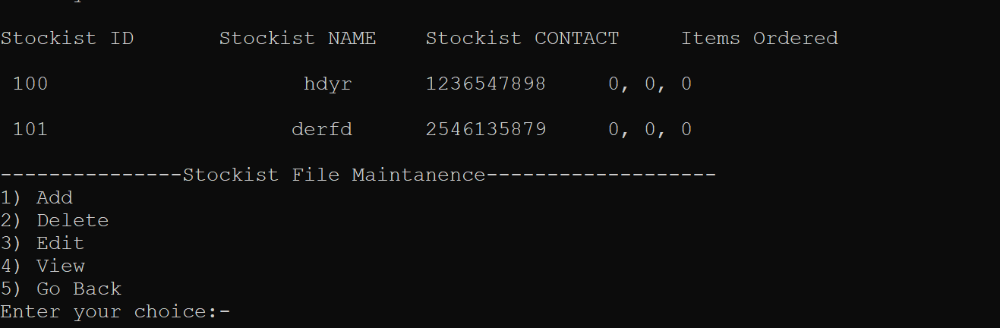 Stockist ID       Stockist NAME    Stockist CONTACT     Items Ordered
100                     hdyr      1236547898     0, 0, 0
101                    derfd      2546135879     0, 0, 0
---------------Stockist File Maintanence-------------------
1) Add
2) Delete
3) Edit
4) View
5) Go Back
Enter your choice:-